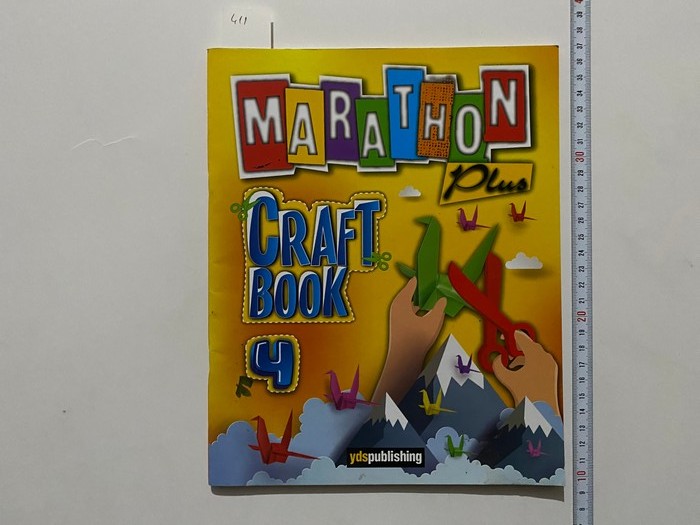 411
MARATHON
Plus
CRAFT
BOOK
4
ydspublishing